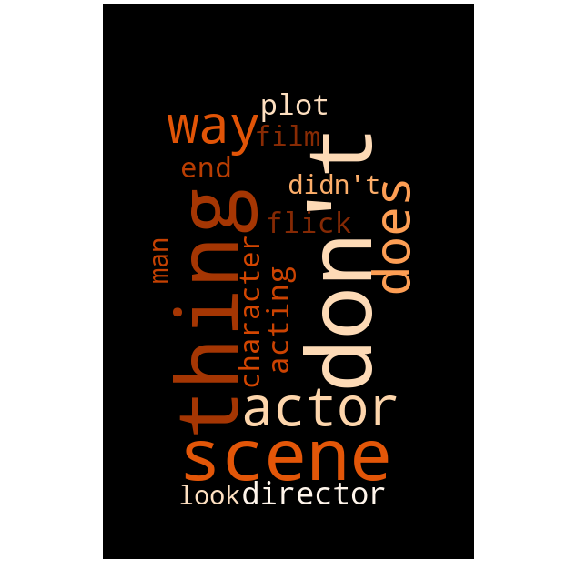 plot
way
film
don't
end
didn't
does
thing
flick
man
character
acting
actor
scene
look
director